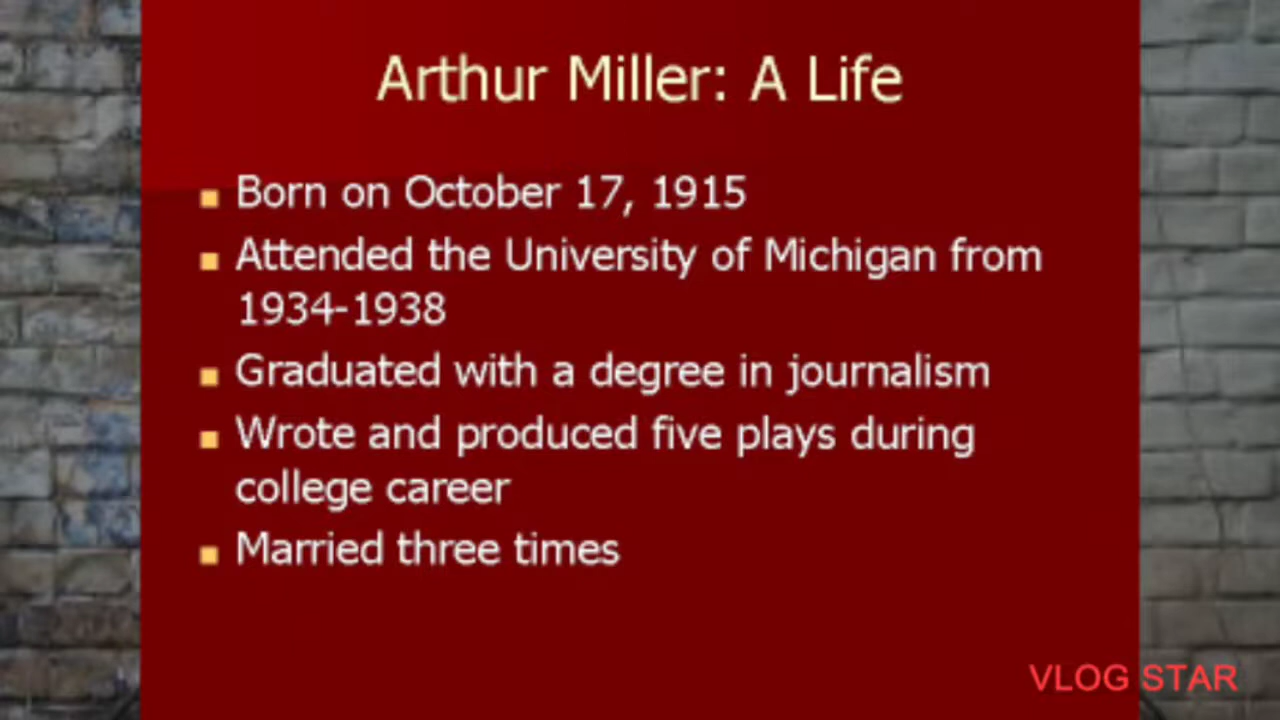 Arthur Miller: A Life
Born on October 17, 1915
Attended the University of Michigan from
1934-1938
Graduated with a degree in journalism
Wrote and produced five plays during
college career
Married three times
VLOG STAR